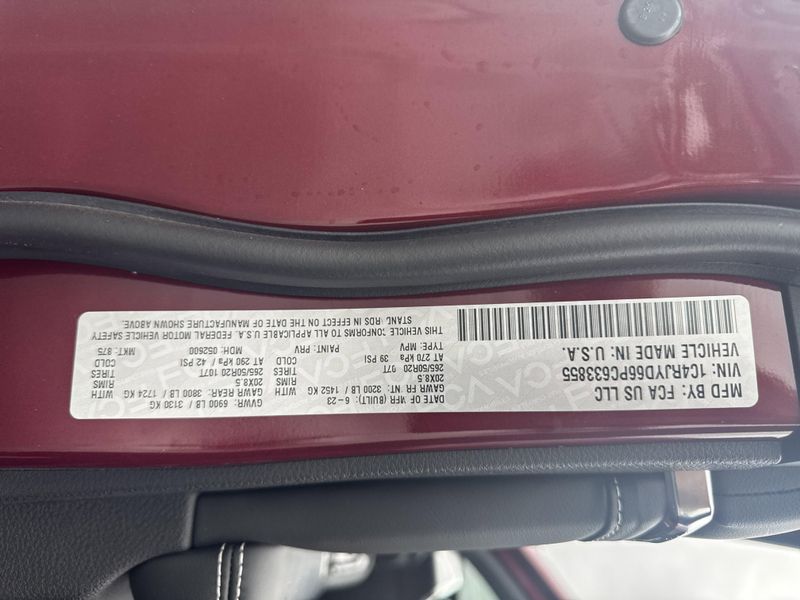 MFD BY: FCA US LLC
DATE OF MFR (BUILT): 6-23
GVWR: 6900 LB / 3130 KG
GAWR FR NT: 3200 LB / 1452 KG
WITH RIMS TIRES COLD
20X8.5
265/50R20
AT 270 kPa / 39 PSI
GAWR REAR: 3800 LB / 1724 KG
WITH RIMS TIRES COLD
20X8.5
265/50R20 107T
AT 290 kPa / 42 PSI
VIN: 1C4RJYD66PC633855
VEHICLE MADE IN: U.S.A.
TYPE: MPV
PAINT: PRV
MDH: 052600
MKT: 875
THIS VEHICLE CONFORMS TO ALL APPLICABLE U.S.A. FEDERAL MOTOR VEHICLE SAFETY
STAND RDS IN EFFECT ON THE DATE OF MANUFACTURE SHOWN ABOVE.